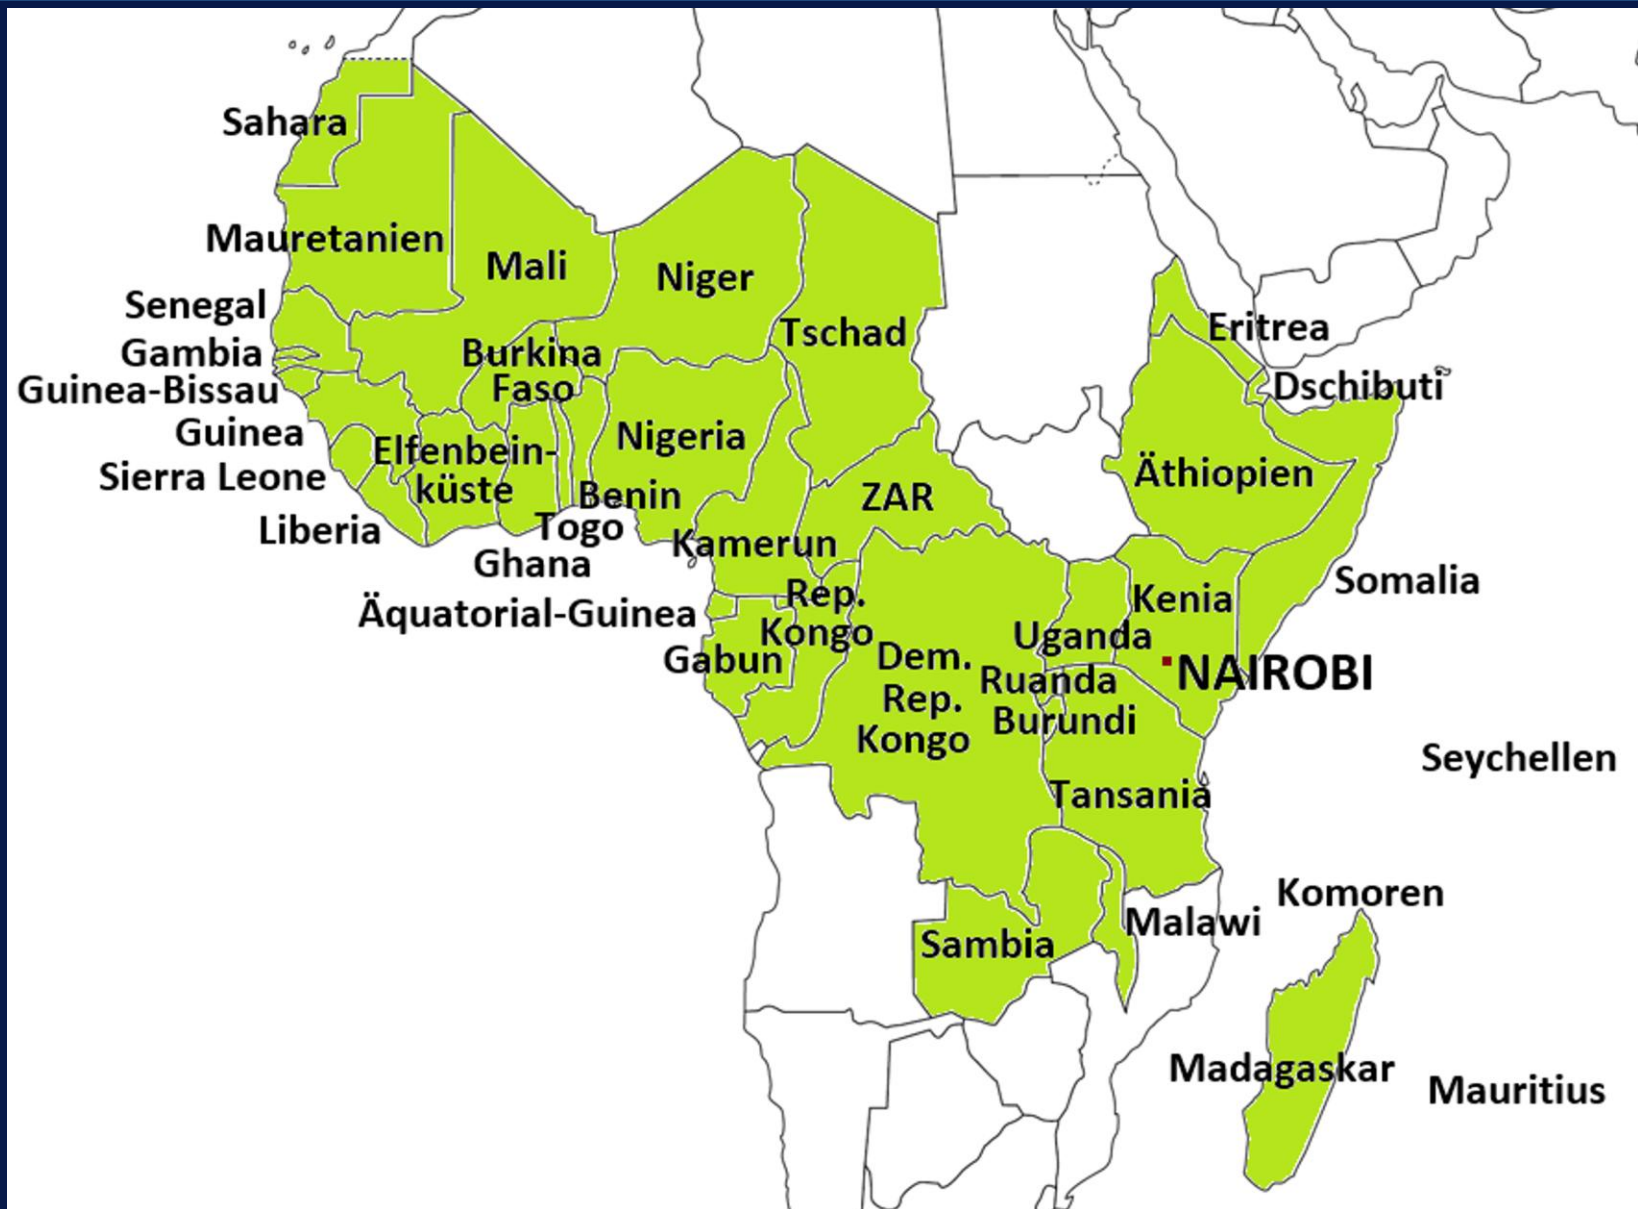 Sahara
Mauretanien
Mali
Niger
Tschad
Senegal
Gambia
Guinea-Bissau
Guinea
Sierra Leone
Liberia
Burkina
Faso
Elfenbein-
küste
Nigeria
Benin
Togo
Ghana
Äquatorial-Guinea
Kamerun
ZAR
Eritrea
Dschibuti
Äthiopien
Somalia
Rep.
Kongo
Gabun
Dem.
Rep.
Kongo
Uganda
Kenia
Ruanda
NAIROBI
Burundi
Tansania
Seychellen
Komoren
Malawi
Sambia
Madagaskar
Mauritius